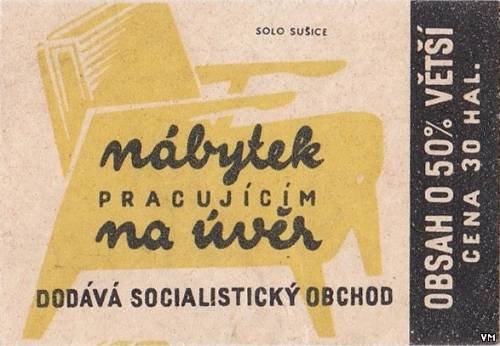 SOLO SUŠICE
nábytek
PRACUJÍCÍM
na úvěr
DODÁVÁ SOCIALISTICKÝ OBCHOD
OBSAH O 50% VĚTŠÍ
CENA 30 HAL.
VM